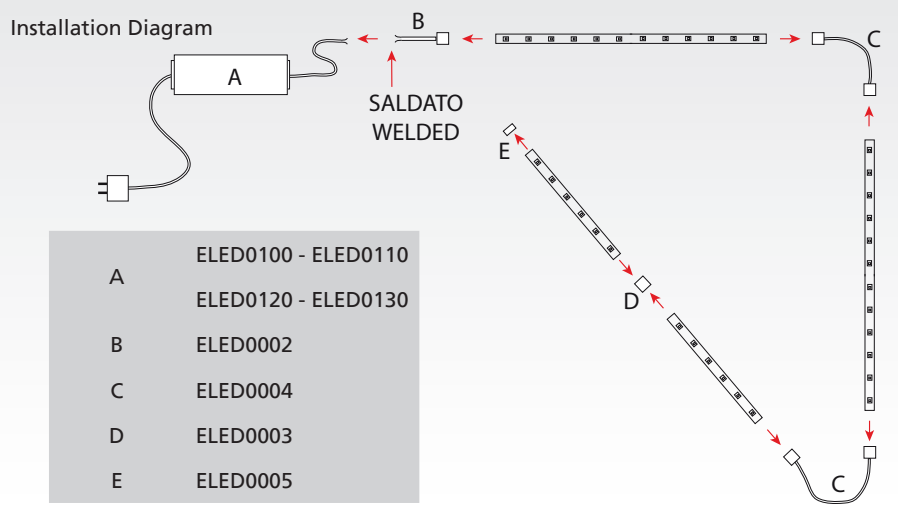 Installation Diagram
B
C
A
SALDATO
WELDED
E
D
C
A ELED0100 - ELED0110
ELED0120 - ELED0130
B ELED0002
C ELED0004
D ELED0003
E ELED0005